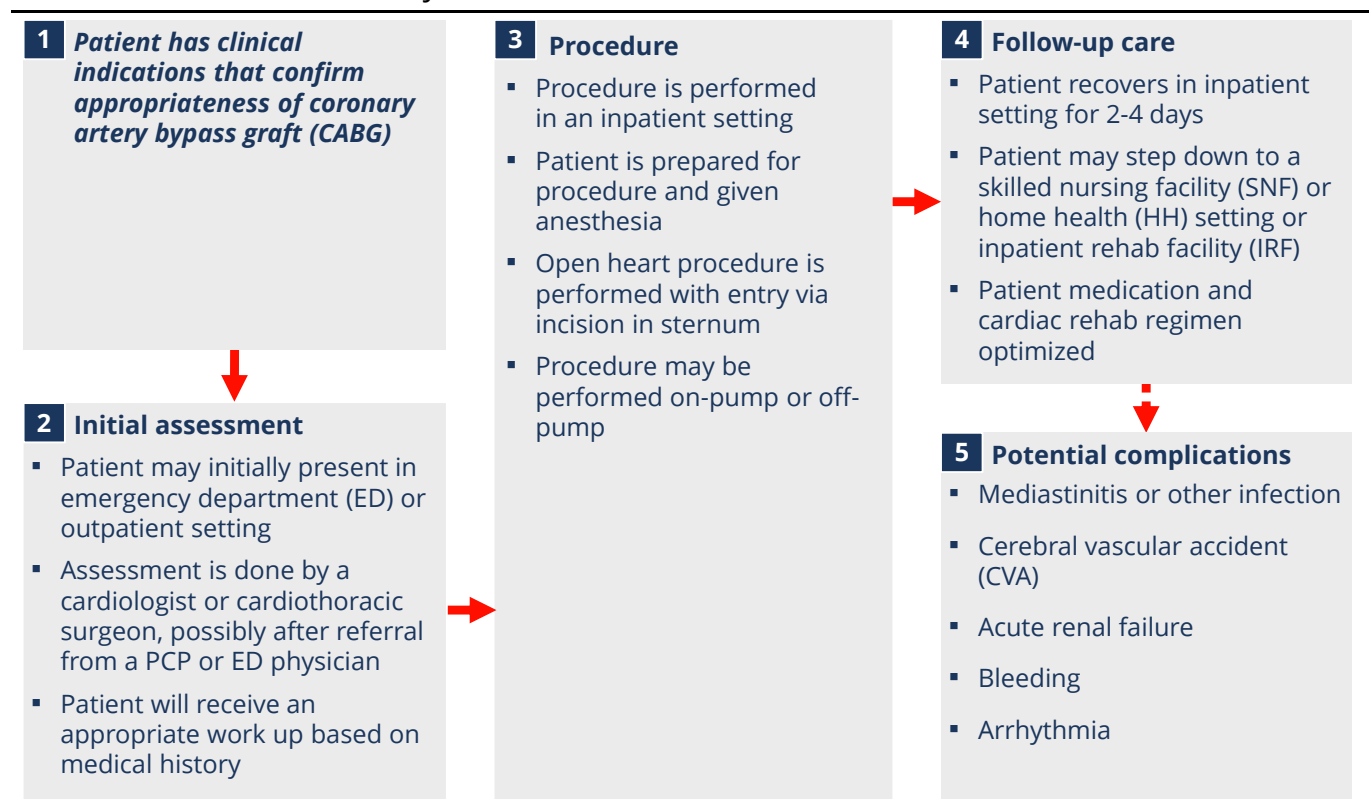 1 Patient has clinical
indications that confirm
appropriateness of coronary
artery bypass graft (CABG)
2 Initial assessment
▪ Patient may initially present in
emergency department (ED) or
outpatient setting
▪ Assessment is done by a
cardiologist or cardiothoracic
surgeon, possibly after referral
from a PCP or ED physician
▪ Patient will receive an
appropriate work up based on
medical history
3 Procedure
▪ Procedure is performed
in an inpatient setting
▪ Patient is prepared for
procedure and given
anesthesia
▪ Open heart procedure is
performed with entry via
incision in sternum
▪ Procedure may be
performed on-pump or off-
pump
4 Follow-up care
▪ Patient recovers in inpatient
setting for 2-4 days
▪ Patient may step down to a
skilled nursing facility (SNF) or
home health (HH) setting or
inpatient rehab facility (IRF)
▪ Patient medication and
cardiac rehab regimen
optimized
5 Potential complications
▪ Mediastinitis or other infection
▪ Cerebral vascular accident
(CVA)
▪ Acute renal failure
▪ Bleeding
▪ Arrhythmia